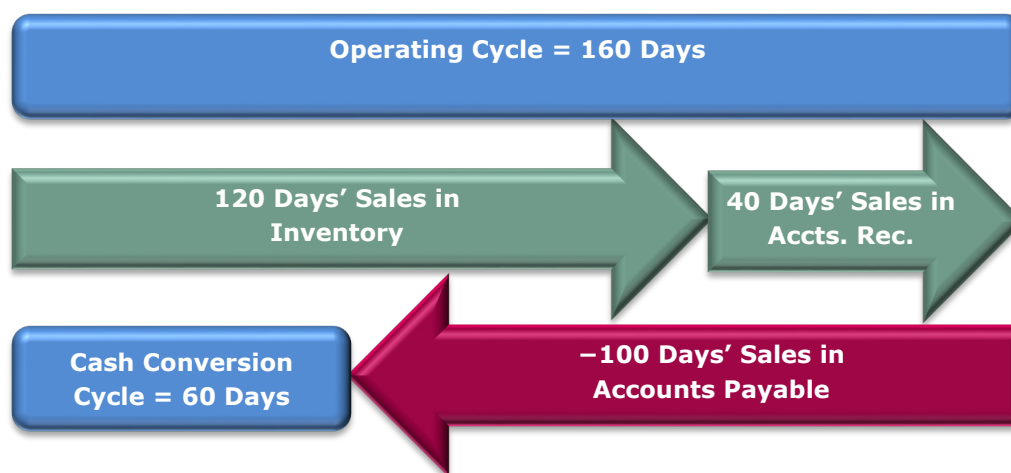 Operating Cycle = 160 Days
120 Days’ Sales in
Inventory
40 Days’ Sales in
Accts. Rec.
Cash Conversion
Cycle = 60 Days
−100 Days’ Sales in
Accounts Payable